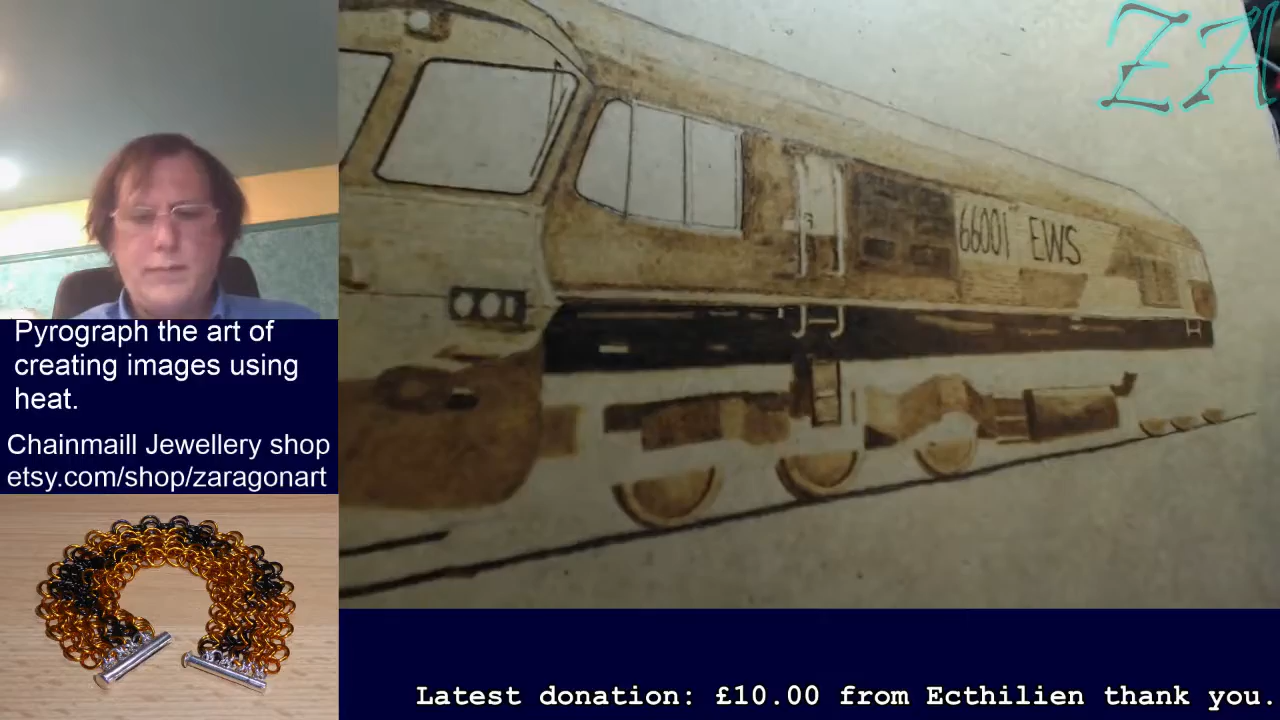 ZA
66001 EWS
Pyrograph the art of
creating images using
heat.
Chainmaill Jewellery shop
etsy.com/shop/zaragonart
Latest donation: £10.00 from Ecthilien thank you.